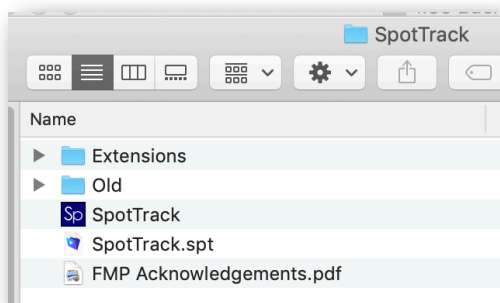 SpotTrack
Name
Extensions
Old
Sp SpotTrack
SpotTrack.spt
FMP Acknowledgements.pdf